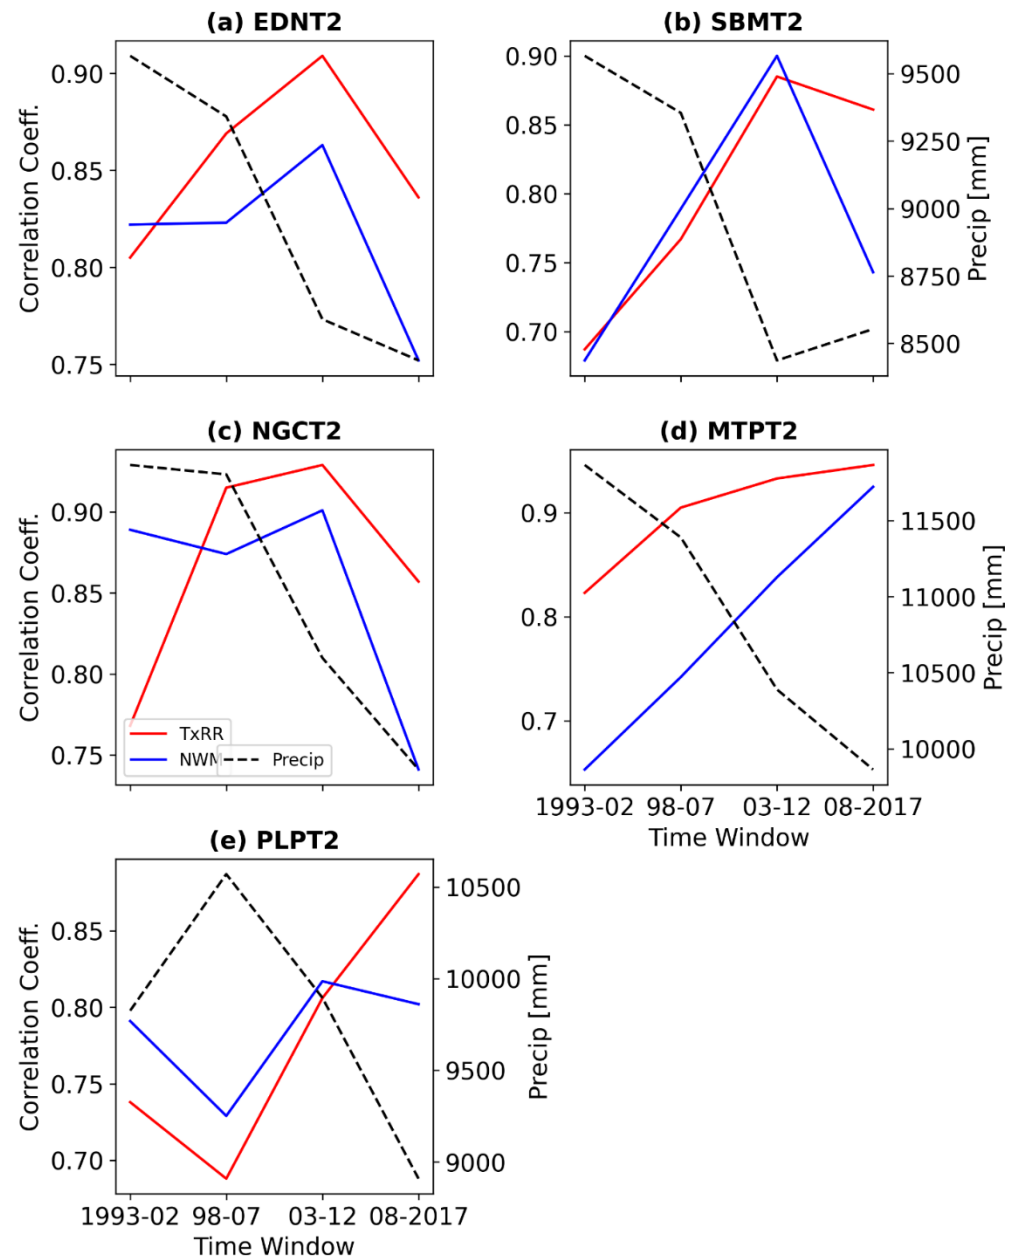 (a) EDNT2
(b) SBMT2
0.90
0.85
0.80
0.75
Correlation Coeff.
0.90
0.85
0.80
0.75
0.70
9500
9250
9000
8750
8500
Precip [mm]
(c) NGCT2
(d) MTPT2
0.90
0.85
0.80
0.75
Correlation Coeff.
TxRR
NWM
Precip
0.9
0.8
0.7
11500
11000
10500
10000
Precip [mm]
1993-02 98-07 03-12 08-2017
Time Window
(e) PLPT2
0.85
0.80
0.75
0.70
Correlation Coeff.
10500
10000
9500
9000
Precip [mm]
1993-02 98-07 03-12 08-2017
Time Window